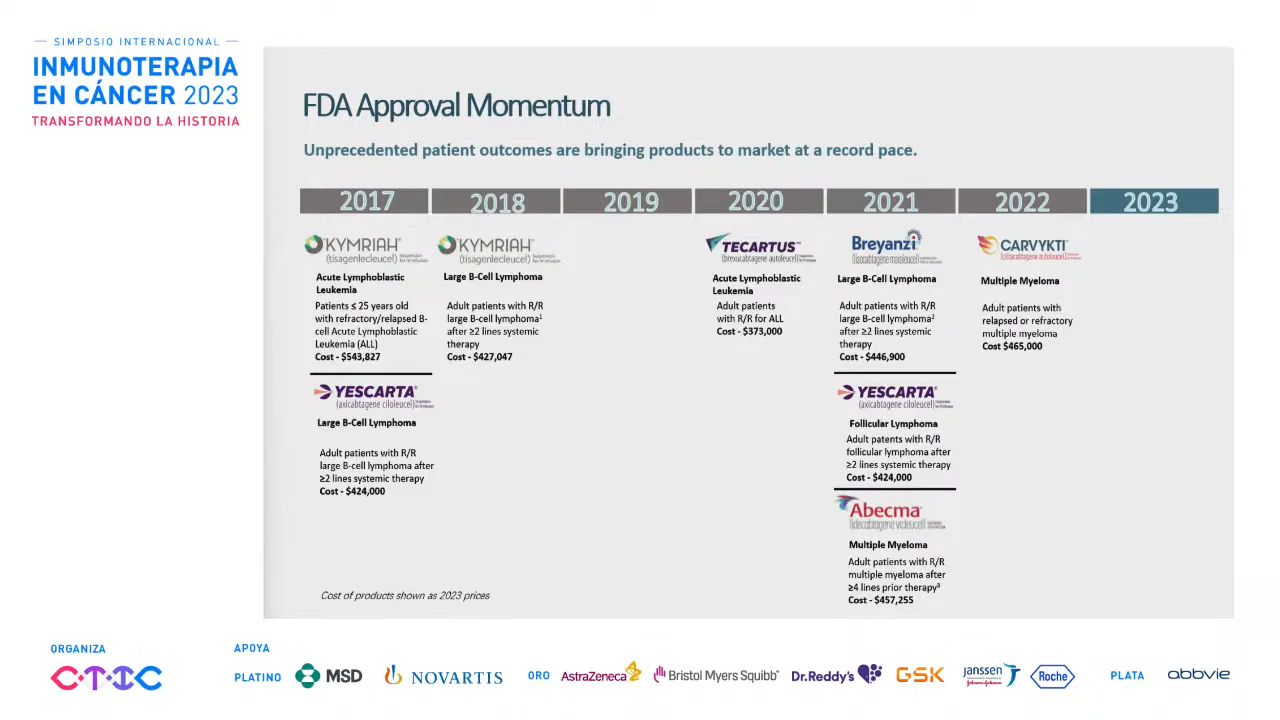 SIMPOSIO INTERNACIONAL
INMUNOTERAPIA
EN CÁNCER 2023
TRANSFORMANDO LA HISTORIA
FDA Approval Momentum
Unprecedented patient outcomes are bringing products to market at a record pace.
2017
KYMRIAH®
(tisagenlecleucel)
Acute Lymphoblastic
Leukemia
Patients ≤ 25 years old
with refractory/relapsed B-
cell Acute Lymphoblastic
Leukemia (ALL)
Cost - $543,827
YESCARTA®
(axicabtagene ciloleucel)
Large B-Cell Lymphoma
Adult patients with R/R
large B-cell lymphoma after
≥2 lines systemic therapy
Cost - $424,000
2018
KYMRIAH®
(tisagenlecleucel)
Large B-Cell Lymphoma
Adult patients with R/R
large B-cell lymphoma¹
after ≥2 lines systemic
therapy
Cost - $427,047
2019
2020
TECARTUS™
(brexucabtagene autoleucel)
Acute Lymphoblastic
Leukemia
Adult patients
with R/R for ALL
Cost - $373,000
2021
Breyanzi
(lisocabtagene maraleucel)
Large B-Cell Lymphoma
Adult patients with R/R
large B-cell lymphoma²
after ≥2 lines systemic
therapy
Cost - $446,900
YESCARTA®
(axicabtagene ciloleucel)
Follicular Lymphoma
Adult patents with R/R
follicular lymphoma after
≥2 lines systemic therapy
Cost - $424,000
Abecma
(idecabtagene vicleucel)
Multiple Myeloma
Adult patients with R/R
multiple myeloma after
≥4 lines prior therapy³
Cost - $457,255
2022
CARVYKTI
(ciltacabtagene autoleucel)
Multiple Myeloma
Adult patients with
relapsed or refractory
multiple myeloma
Cost $465,000
2023
Cost of products shown as 2023 prices
ORGANIZA
CTIC
APOYA
PLATINO
MSD
NOVARTIS
ORO
AstraZeneca
Bristol Myers Squibb
Dr.Reddy's
GSK
Janssen
Johnson&Johnson
Roche
PLATA
abbvie